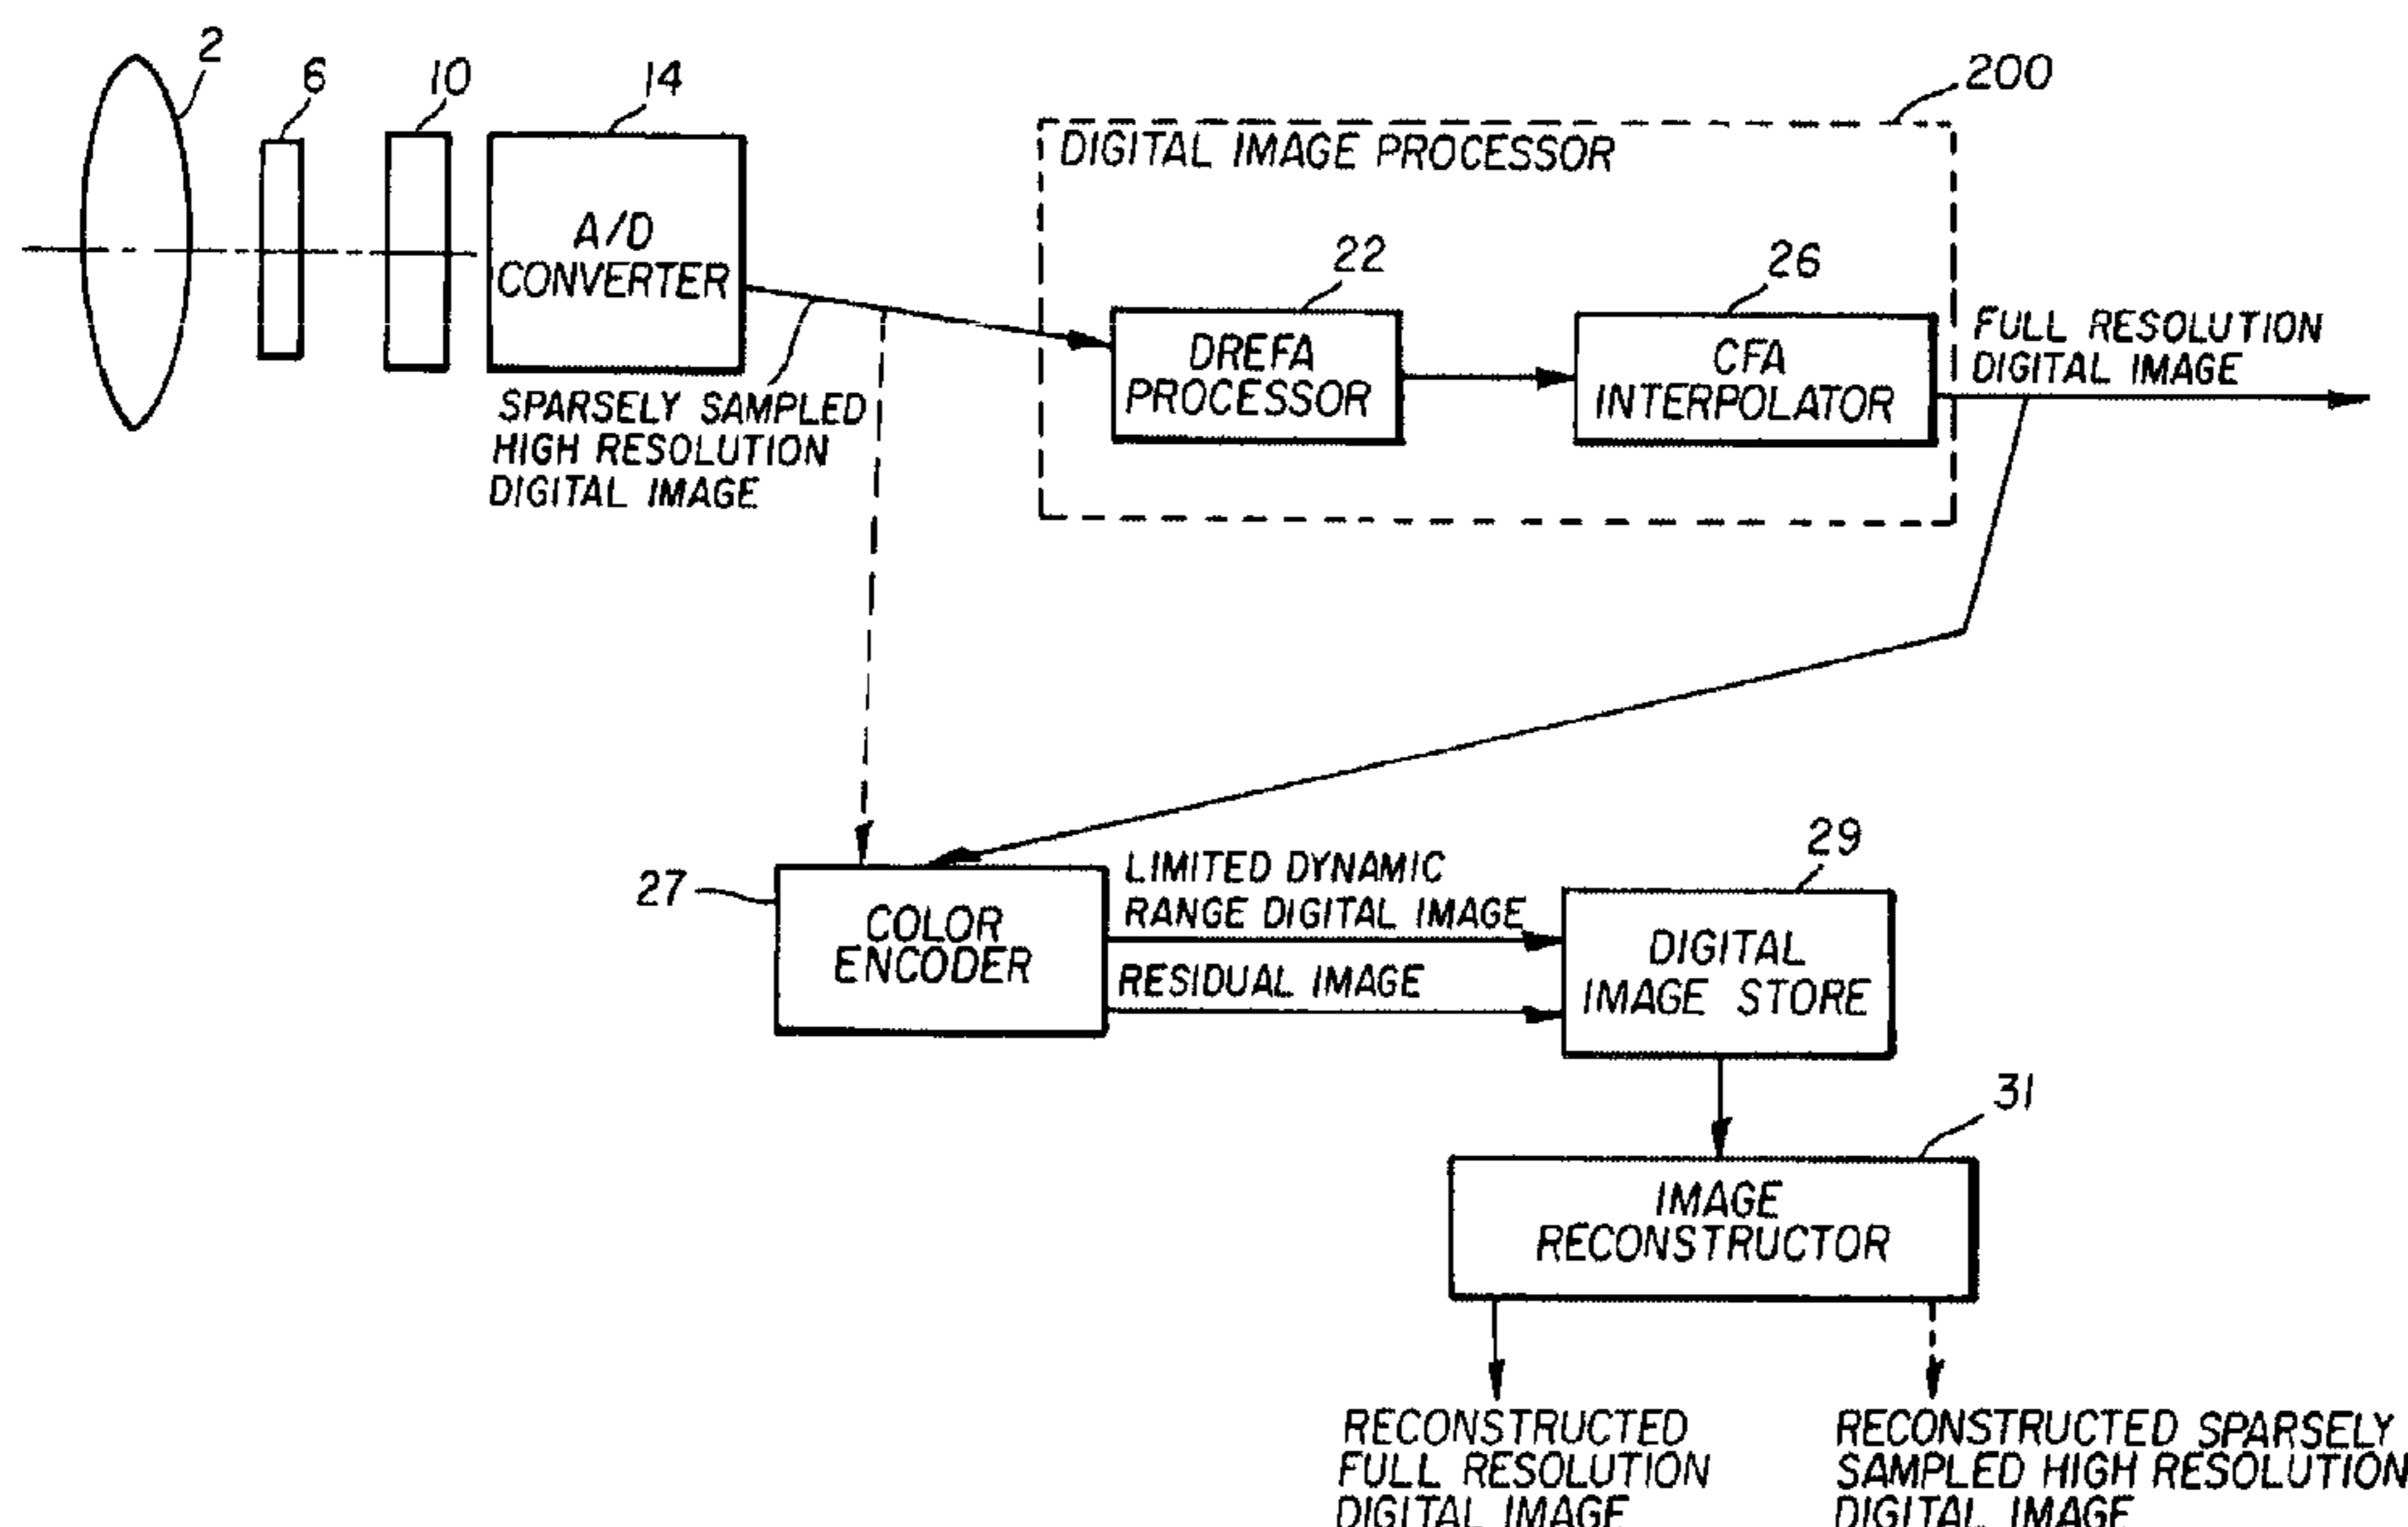 2
6
10
14
200
DIGITAL IMAGE PROCESSOR
A/D
CONVERTER
22
26
DREFA
PROCESSOR
CFA
INTERPOLATOR
FULL RESOLUTION
DIGITAL IMAGE
SPARSELY SAMPLED
HIGH RESOLUTION
DIGITAL IMAGE
27
COLOR
ENCODER
LIMITED DYNAMIC
RANGE DIGITAL IMAGE
RESIDUAL IMAGE
29
DIGITAL
IMAGE STORE
31
IMAGE
RECONSTRUCTOR
RECONSTRUCTED
FULL RESOLUTION
DIGITAL IMAGE
RECONSTRUCTED SPARSELY
SAMPLED HIGH RESOLUTION
DIGITAL IMAGE